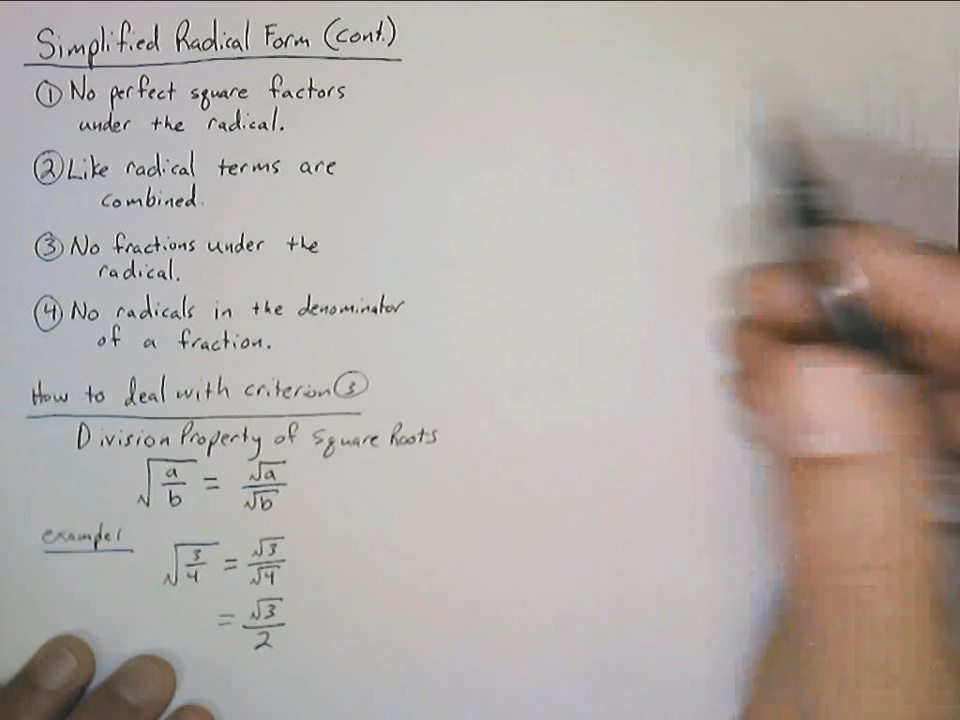 Simplified Radical Form (cont.)
① No perfect square factors
under the radical.
② Like radical terms are
combined.
③ No fractions under the
radical.
④ No radicals in the denominator
of a fraction.
How to deal with criterion ③
Division Property of Square Roots
√(a/b) = √a/√b
example 1
√(3/4) = √3/√4
= √3/2